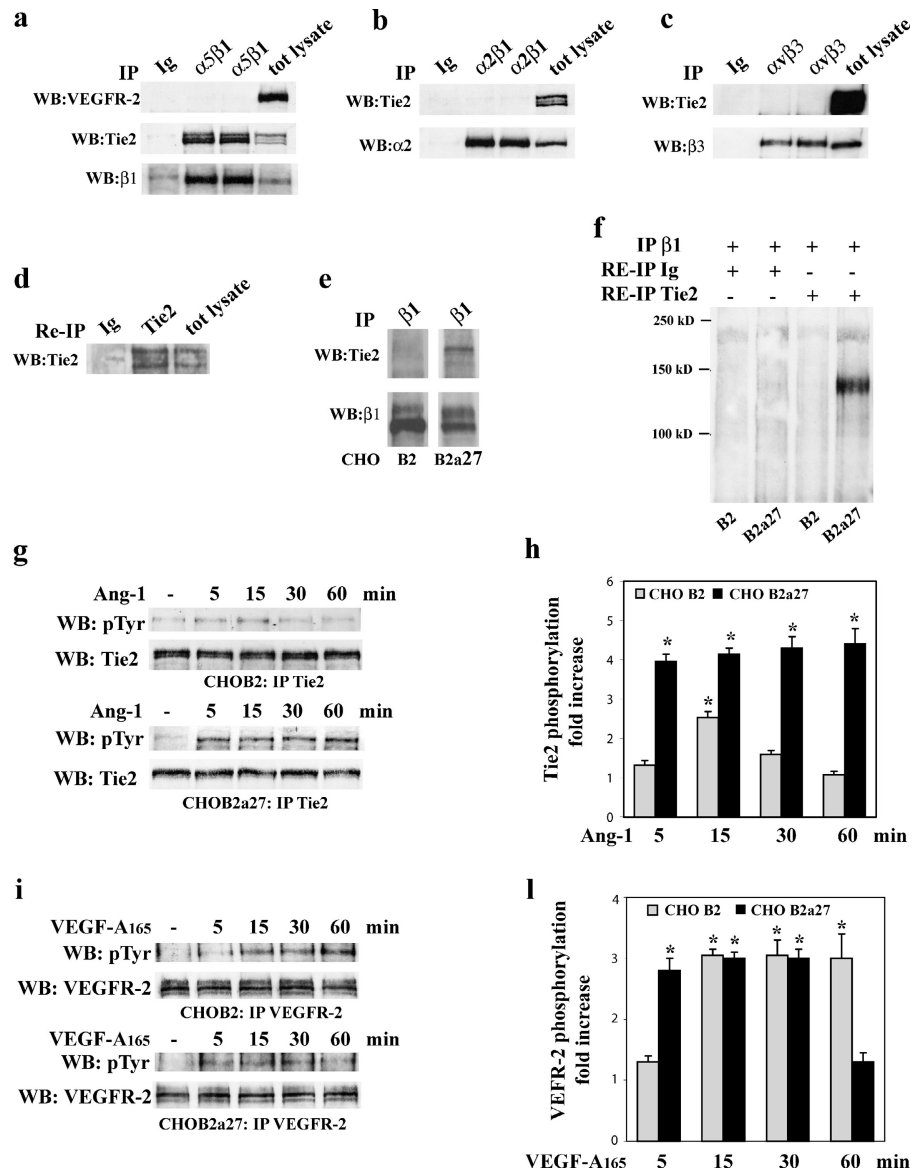 a
IP Ig α5β1 α5β1 tot lysate
WB:VEGFR-2
WB:Tie2
WB:β1
b
IP Ig α2β1 α2β1 tot lysate
WB:Tie2
WB:α2
c
IP Ig αvβ3 αvβ3 tot lysate
WB:Tie2
WB:β3
d
Re-IP Ig Tie2 tot lysate
WB:Tie2
e
IP β1 β1
WB:Tie2
WB:β1
CHO B2 B2a27
f
IP β1 + + + +
RE-IP Ig + + - -
RE-IP Tie2 - - + +
250 kD
150 kD
100 kD
B2 B2a27 B2 B2a27
g
Ang-1 - 5 15 30 60 min
WB: pTyr
WB: Tie2
CHOB2: IP Tie2
Ang-1 - 5 15 30 60 min
WB: pTyr
WB: Tie2
CHOB2a27: IP Tie2
h
Tie2 phosphorylation
fold increase
6
5
4
3
2
1
0
CHO B2 CHO B2a27
* * * * *
Ang-1 5 15 30 60 min
i
VEGF-A165 - 5 15 30 60 min
WB: pTyr
WB: VEGFR-2
CHOB2: IP VEGFR-2
VEGF-A165 - 5 15 30 60 min
WB: pTyr
WB: VEGFR-2
CHOB2a27: IP VEGFR-2
l
VEFR-2 phosphorylation
fold increase
4
3
2
1
0
CHO B2 CHO B2a27
* * * * * *
VEGF-A165 5 15 30 60 min